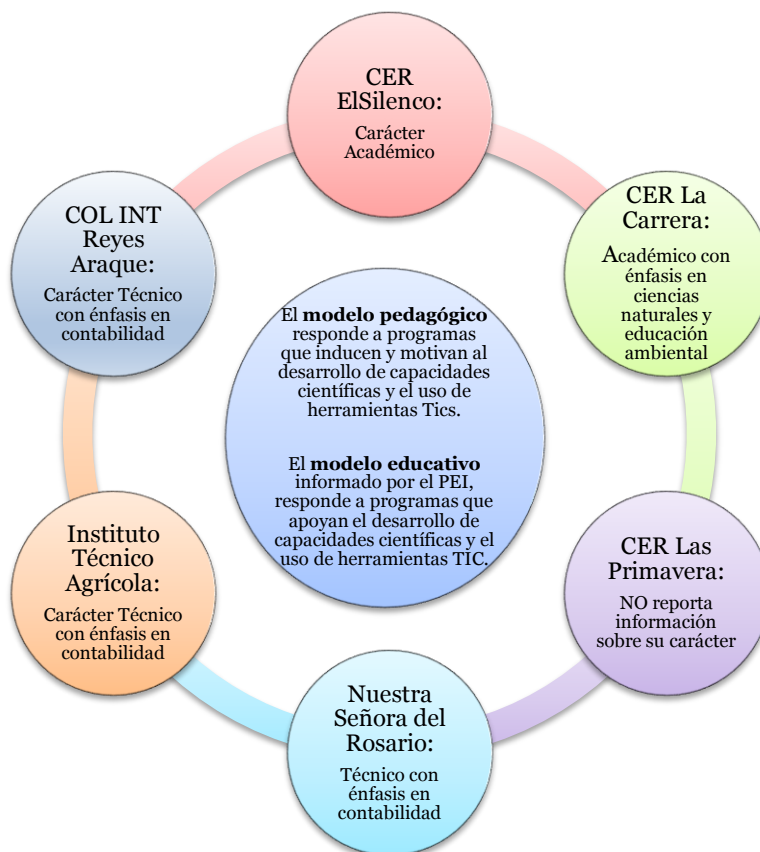 CER
ElSilenco:
Carácter
Académico
CER La
Carrera:
Académico con
énfasis en
ciencias
naturales y
educación
ambiental
CER Las
Primavera:
NO reporta
información
sobre su carácter
Nuestra
Señora del
Rosario:
Técnico con
énfasis en
contabilidad
Instituto
Técnico
Agrícola:
Carácter Técnico
con énfasis en
contabilidad
COL INT
Reyes
Araque:
Carácter Técnico
con énfasis en
contabilidad
El modelo pedagógico
responde a programas
que inducen y motivan al
desarrollo de capacidades
científicas y el uso de
herramientas Tics.
El modelo educativo
informado por el PEI,
responde a programas que
apoyan el desarrollo de
capacidades científicas y el
uso de herramientas TIC.